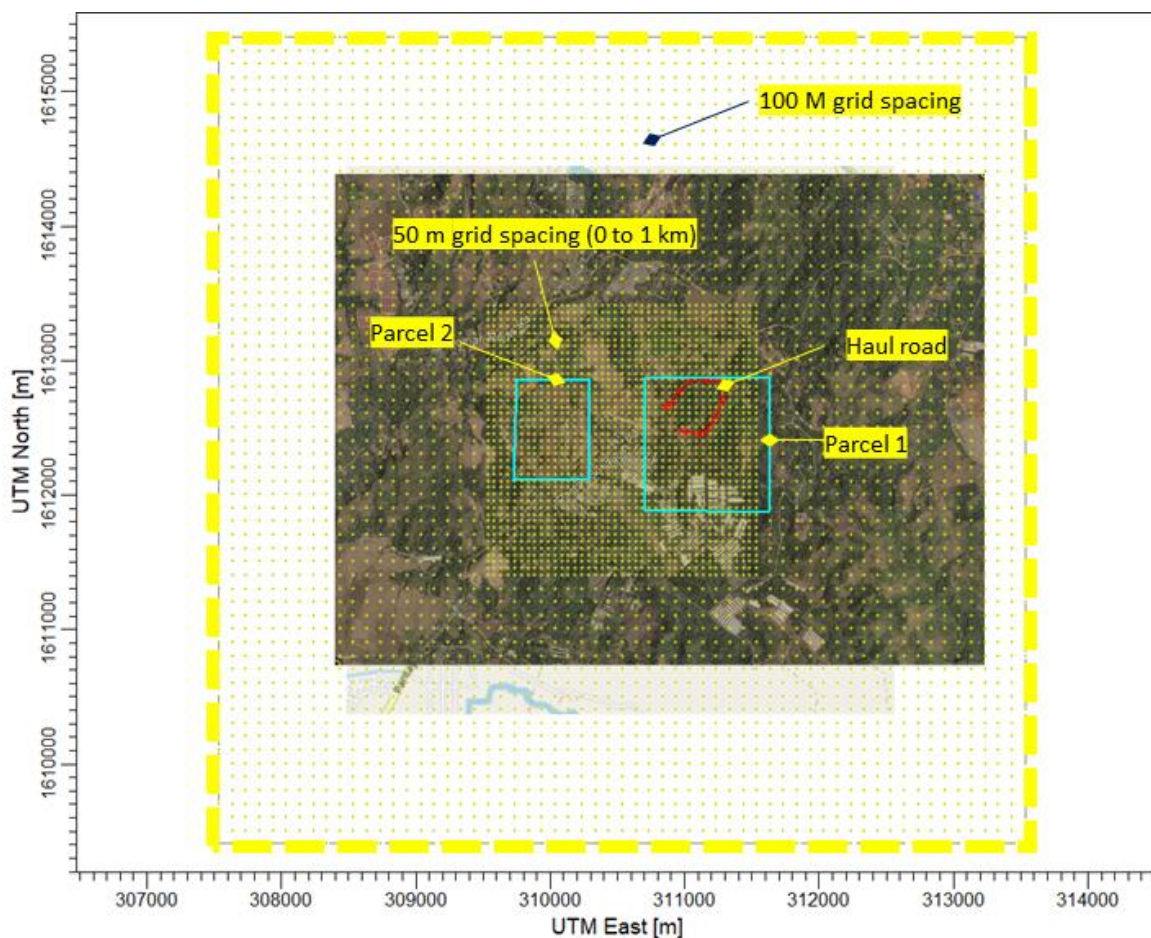 100 M grid spacing
50 m grid spacing (0 to 1 km)
Parcel 2
Haul road
Parcel 1
UTM North [m]
1615000
1614000
1613000
1612000
1611000
1610000
307000 308000 309000 310000 311000 312000 313000 314000
UTM East [m]